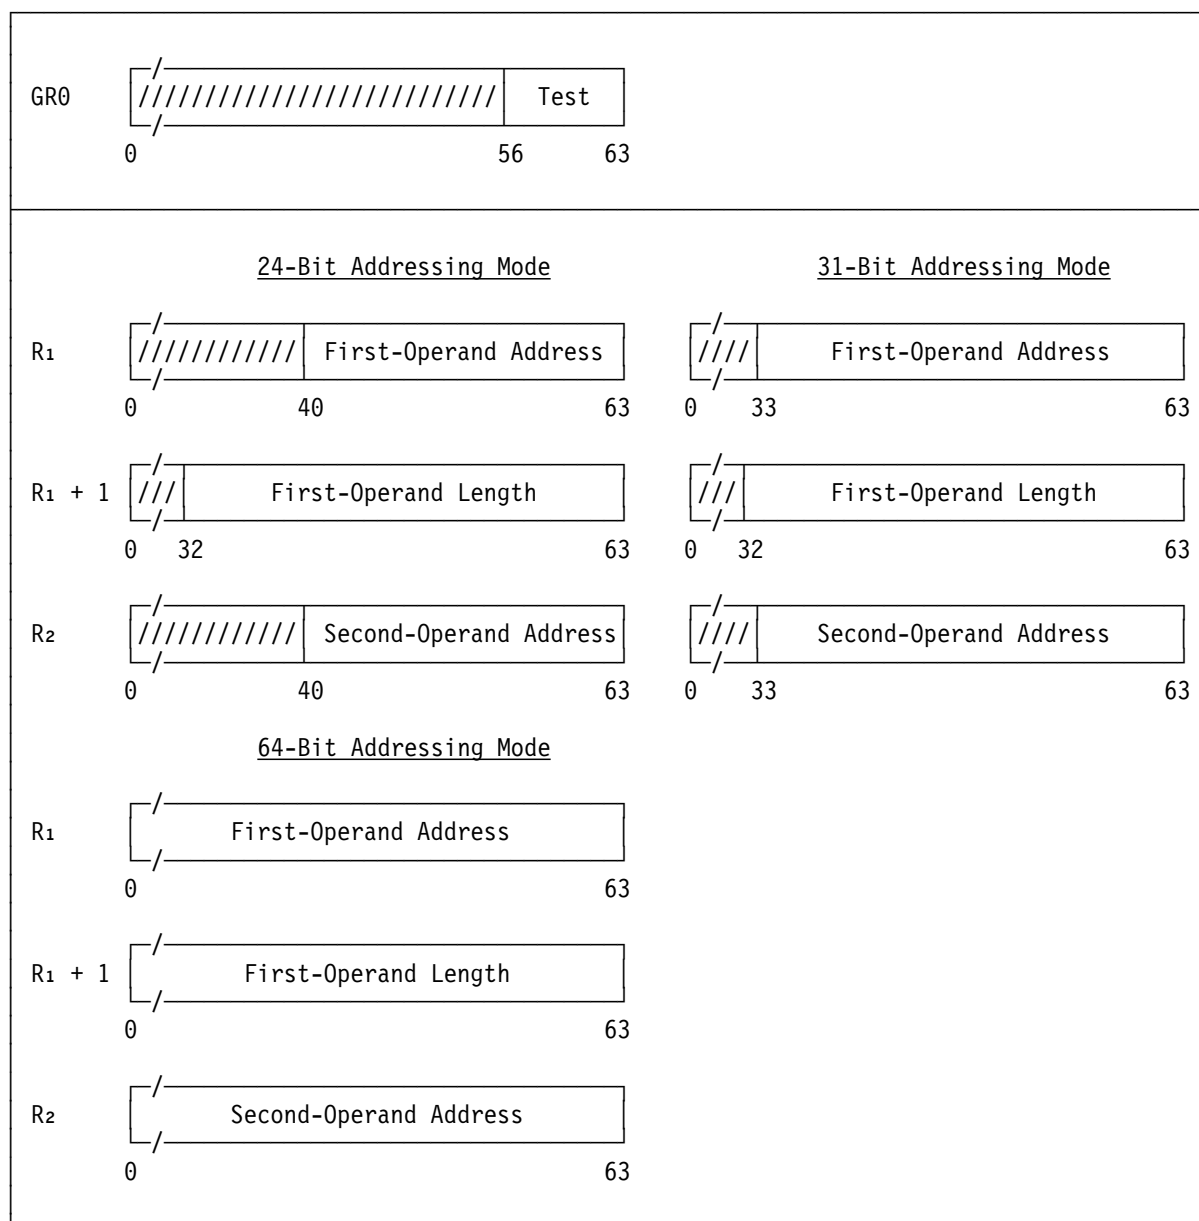 GR0 //////////////////////////// Test
0 56 63
24-Bit Addressing Mode 31-Bit Addressing Mode
R₁ //////////// First-Operand Address //// First-Operand Address
0 40 63 0 33 63
R₁ + 1 /// First-Operand Length /// First-Operand Length
0 32 63 0 32 63
R₂ //////////// Second-Operand Address //// Second-Operand Address
0 40 63 0 33 63
64-Bit Addressing Mode
R₁ First-Operand Address
0 63
R₁ + 1 First-Operand Length
0 63
R₂ Second-Operand Address
0 63